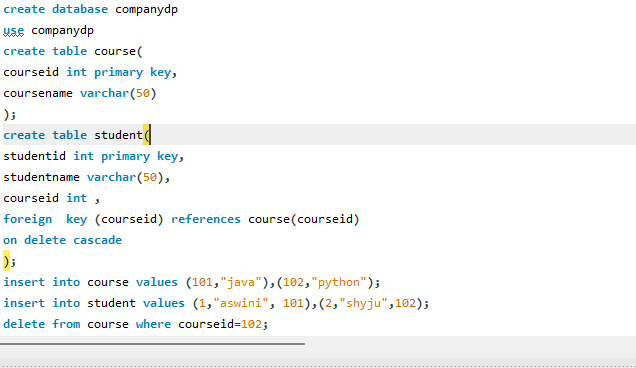 create database companydp
use companydp
create table course(
courseid int primary key,
coursename varchar(50)
);
create table student(
studentid int primary key,
studentname varchar(50),
courseid int ,
foreign  key (courseid) references course(courseid)
on delete cascade
);
insert into course values (101,"java"),(102,"python");
insert into student values (1,"aswini", 101),(2,"shyju",102);
delete from course where courseid=102;